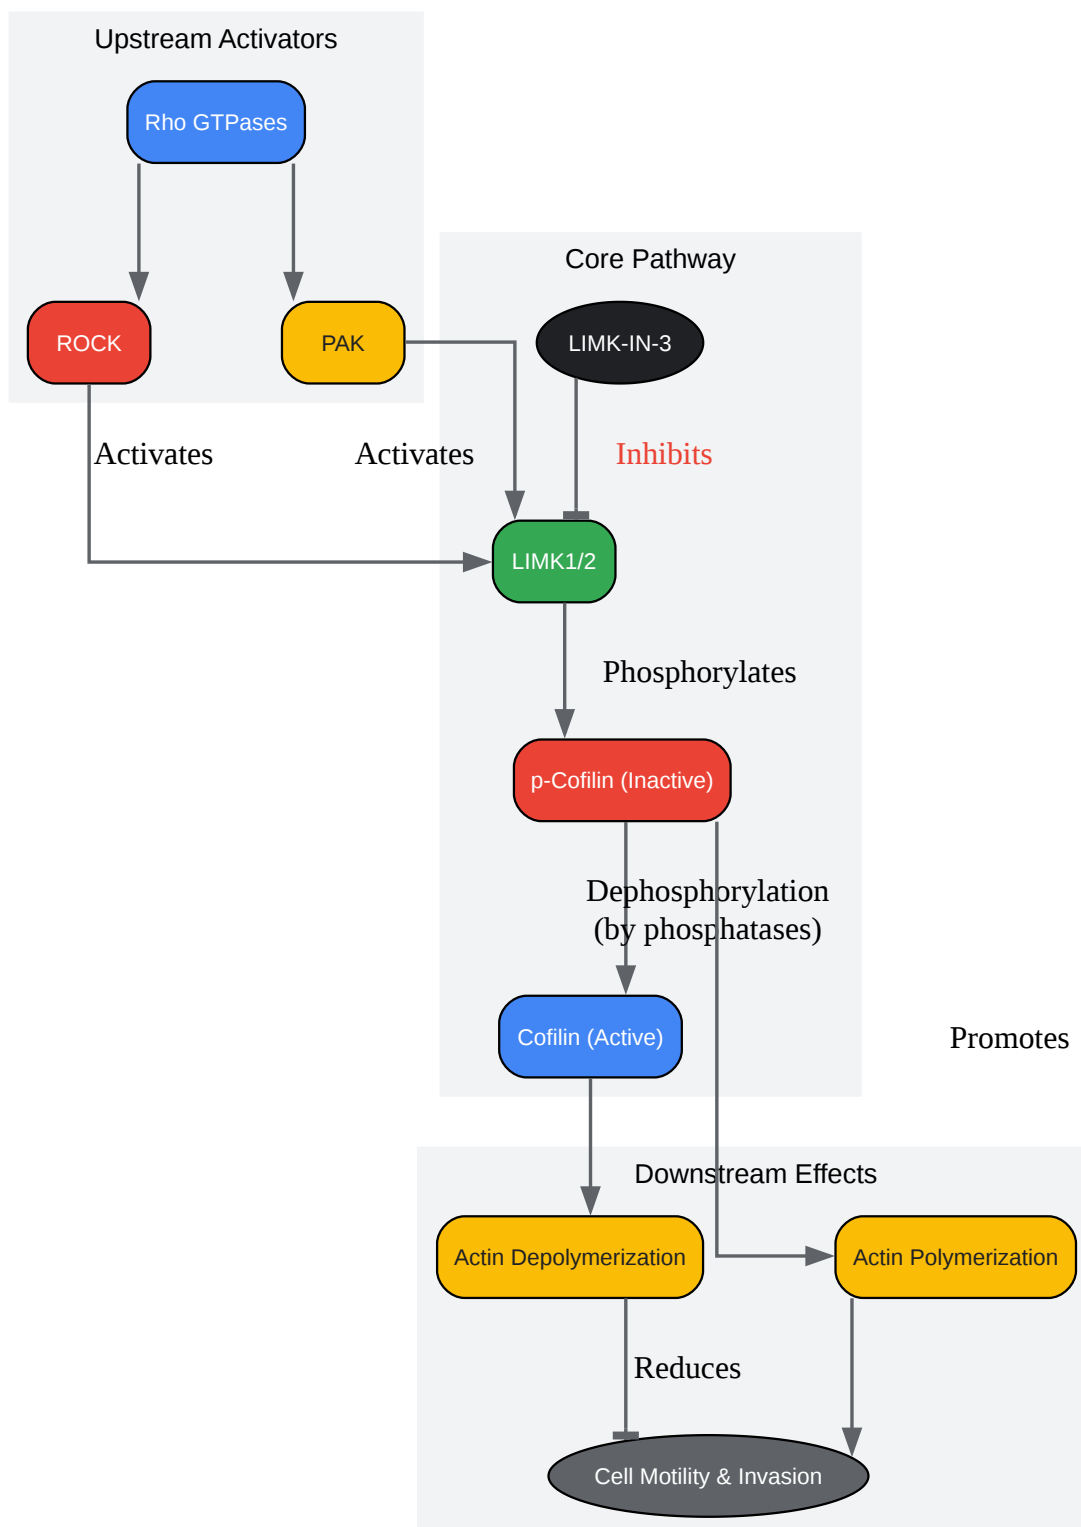 Upstream Activators
Rho GTPases
Core Pathway
ROCK
PAK
LIMK-IN-3
Activates
Activates
Inhibits
LIMK1/2
Phosphorylates
p-Cofilin (Inactive)
Dephosphorylation
(by phosphatases)
Cofilin (Active)
Promotes
Downstream Effects
Actin Depolymerization
Actin Polymerization
Reduces
Cell Motility & Invasion